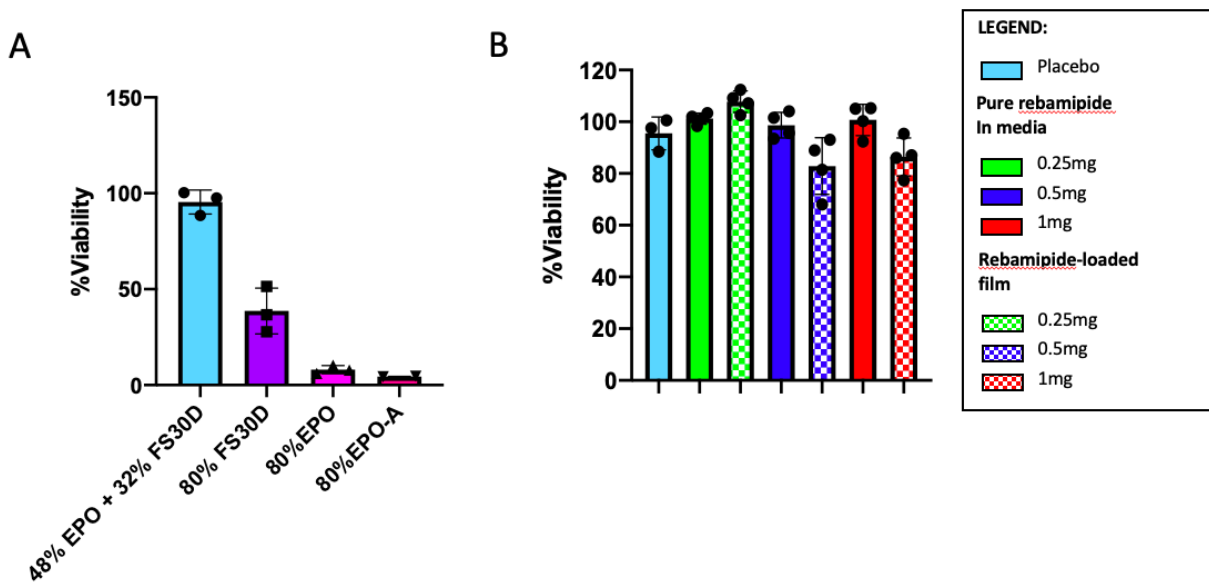 A
%Viability
150
100
50
0
48% EPO + 32% FS30D
80% FS30D
80%EPO
80%EPO-A
B
%Viability
120
100
80
60
40
20
0
LEGEND:
Placebo
Pure rebamipide
In media
0.25mg
0.5mg
1mg
Rebamipide-loaded
film
0.25mg
0.5mg
1mg